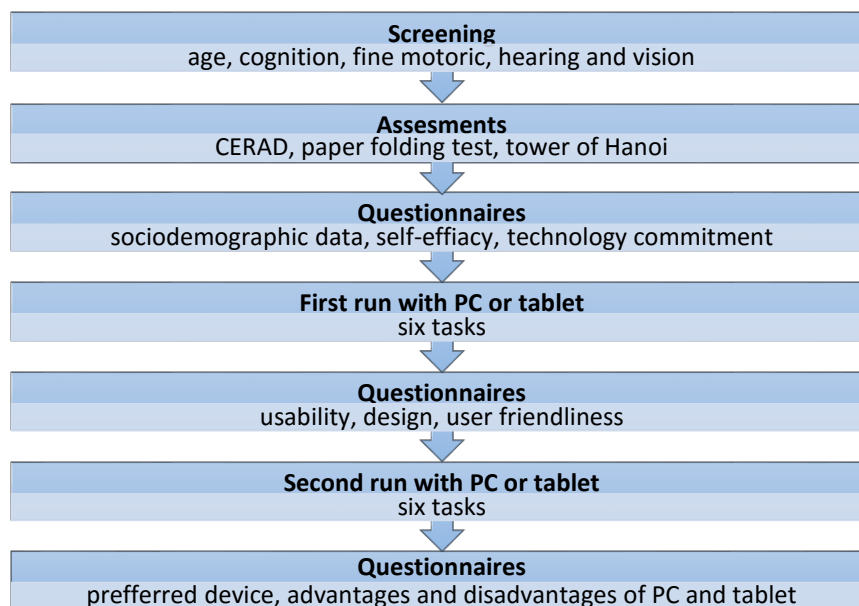 Screening
age, cognition, fine motoric, hearing and vision
Assesments
CERAD, paper folding test, tower of Hanoi
Questionnaires
sociodemographic data, self-effiacy, technology commitment
First run with PC or tablet
six tasks
Questionnaires
usability, design, user friendliness
Second run with PC or tablet
six tasks
Questionnaires
prefferred device, advantages and disadvantages of PC and tablet